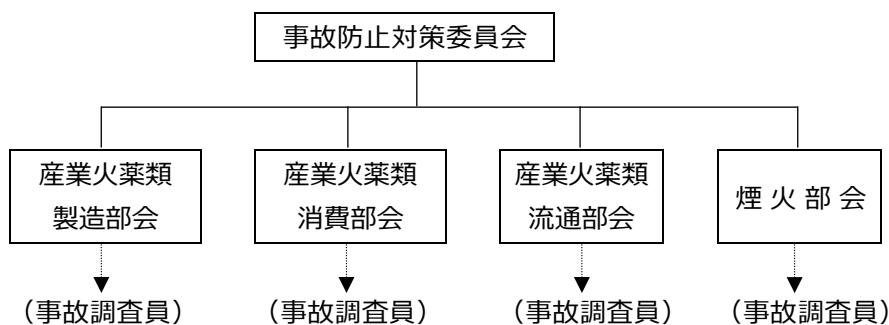 事故防止対策委員会
産業火薬類
製造部会
産業火薬類
消費部会
産業火薬類
流通部会
煙 火 部 会
（事故調査員）
（事故調査員）
（事故調査員）
（事故調査員）